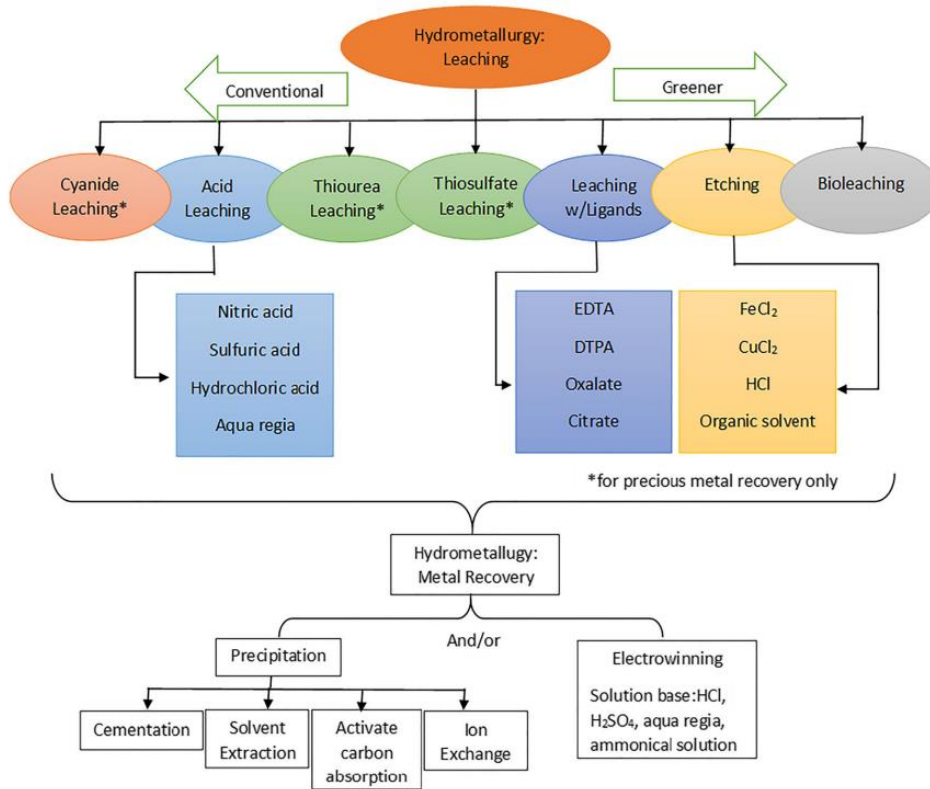 Hydrometallurgy:
Leaching
Conventional
Greener
Cyanide
Leaching*
Acid
Leaching
Thiourea
Leaching*
Thiosulfate
Leaching*
Leaching
w/Ligands
Etching
Bioleaching
Nitric acid
Sulfuric acid
Hydrochloric acid
Aqua regia
EDTA
DTPA
Oxalate
Citrate
FeCl₂
CuCl₂
HCl
Organic solvent
*for precious metal recovery only
Hydrometallugy:
Metal Recovery
And/or
Precipitation
Cementation
Solvent
Extraction
Activate
carbon
absorption
Ion
Exchange
Electrowinning
Solution base:HCl,
H₂SO₄, aqua regia,
ammonical solution